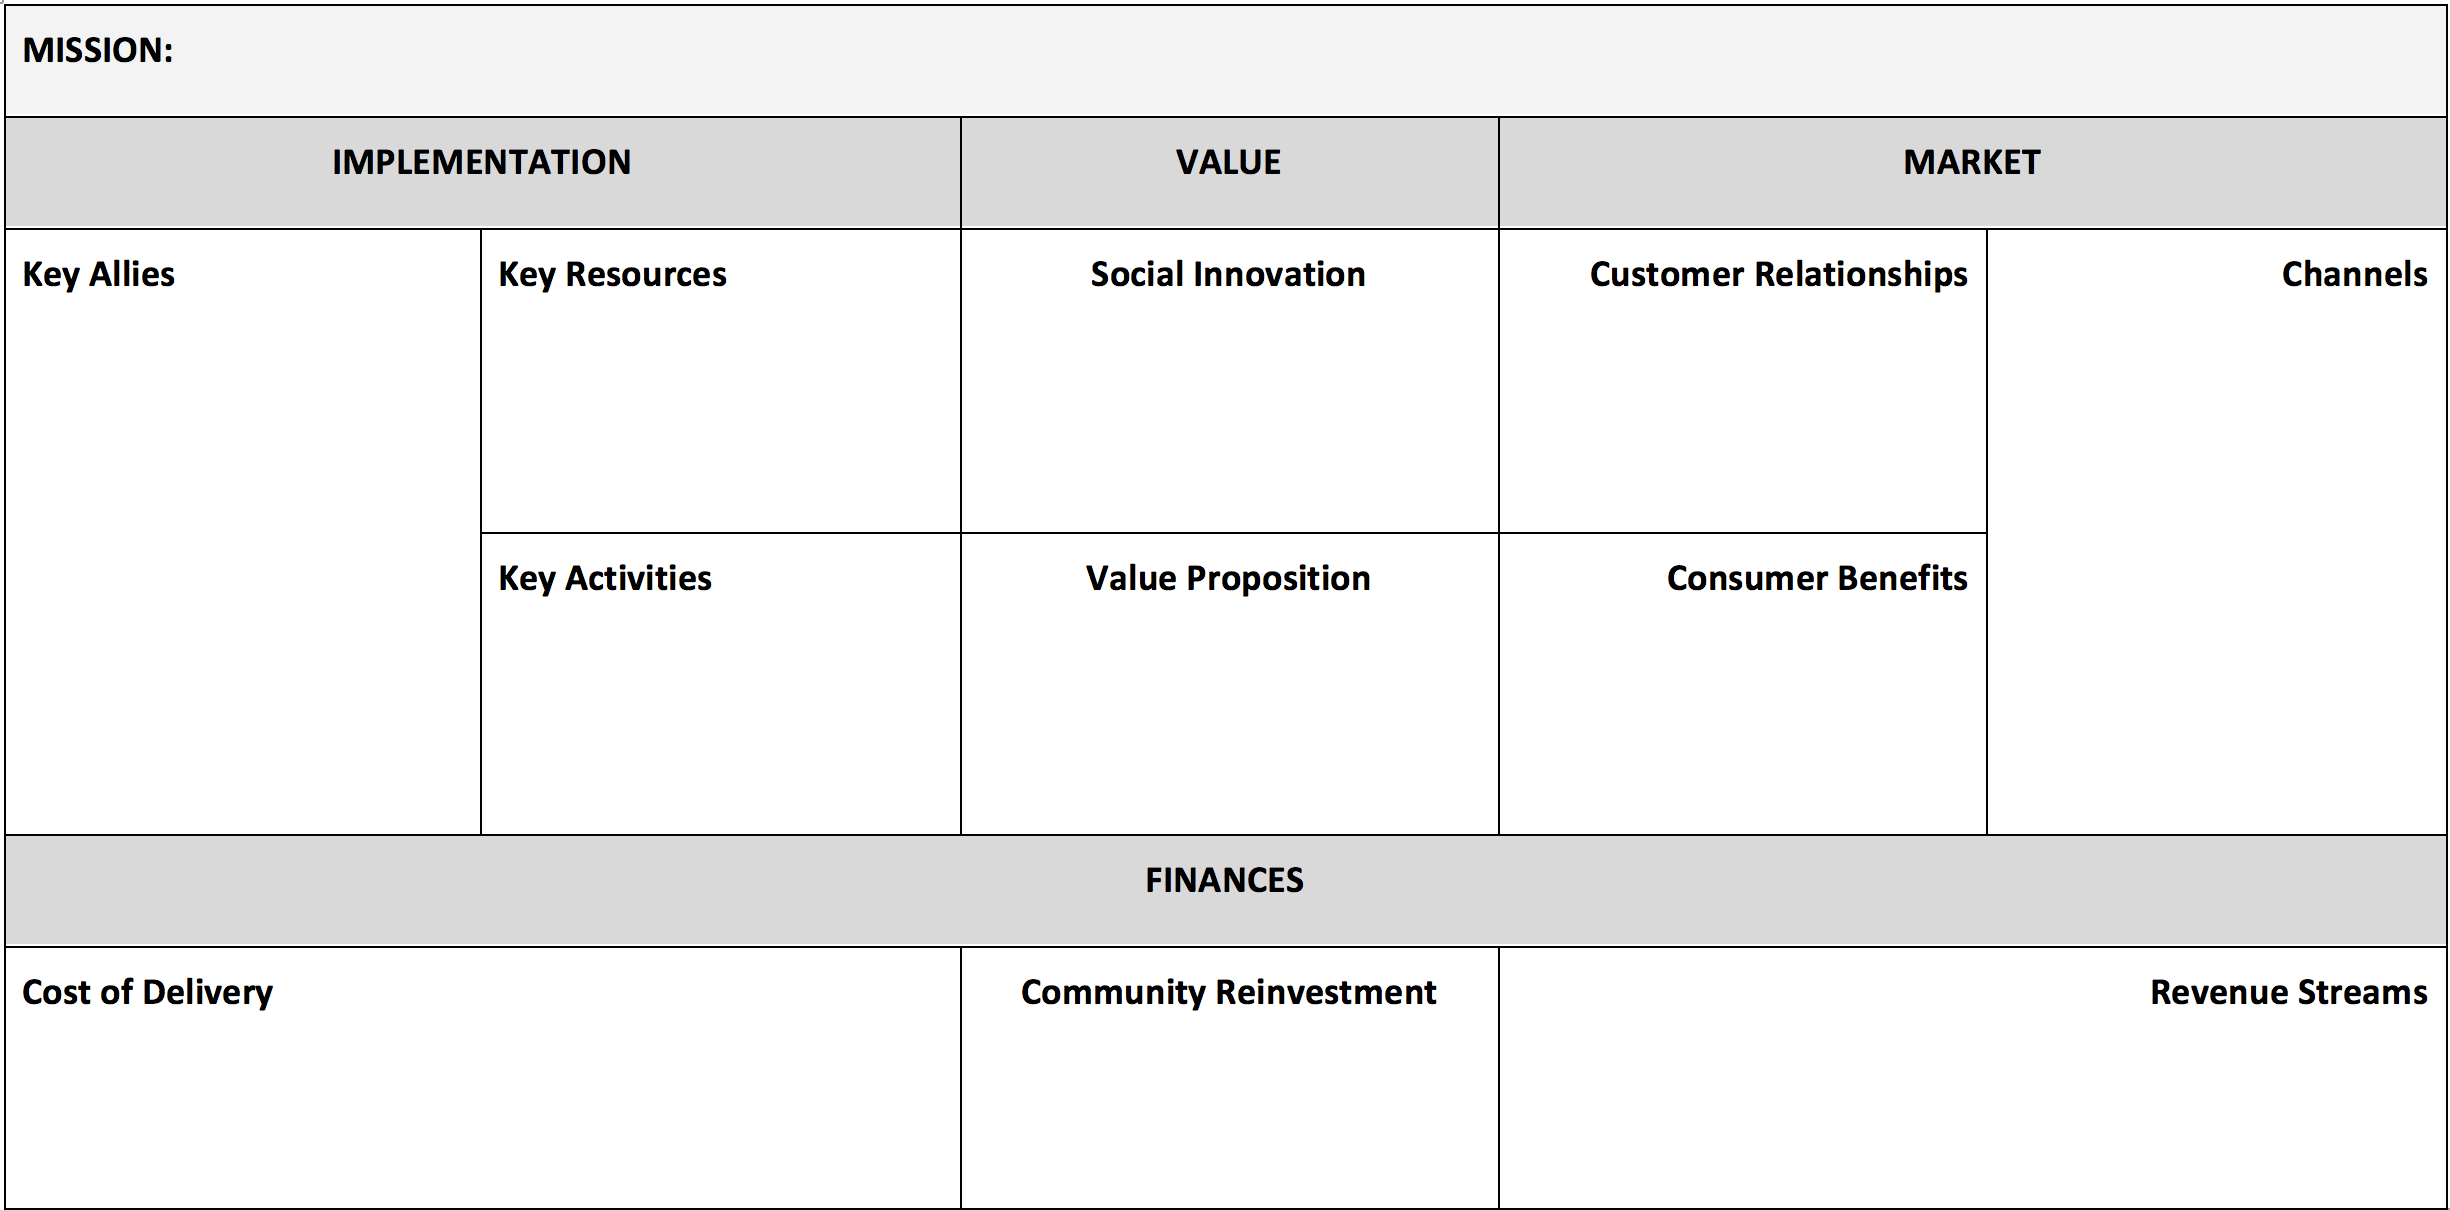 MISSION:
IMPLEMENTATION
VALUE
MARKET
Key Allies
Key Resources
Social Innovation
Customer Relationships
Channels
Key Activities
Value Proposition
Consumer Benefits
FINANCES
Cost of Delivery
Community Reinvestment
Revenue Streams